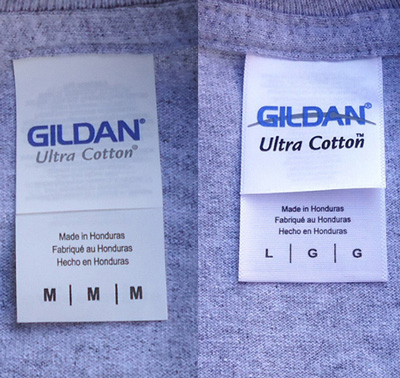 GILDAN®
Ultra Cotton®
Made in Honduras
Fabriqué au Honduras
Hecho en Honduras
M | M | M
GILDAN®
Ultra Cotton™
Made in Honduras
Fabriqué au Honduras
Hecho en Honduras
L | G | G